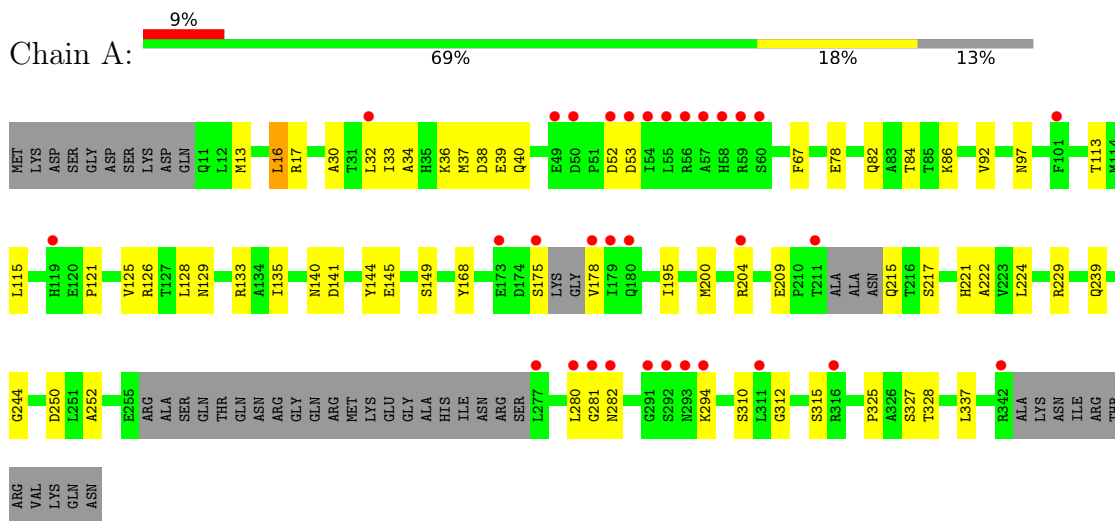 9%
Chain A:
69% 18% 13%
MET LYS ASP SER GLY ASP SER LYS ASP GLN Q11 L12 M13 L16 R17 A30 T31 L32 I33 A34 H35 K36 M37 D38 E39 Q40 E49 D50 P51 D52 D53 I54 L55 R56 A57 H58 R59 S60 F67 E78 Q82 A83 T84 T85 K86 V92 N97 F101 T113 M114
L115 H119 E120 P121 V125 R126 T127 L128 N129 R133 A134 I135 N140 D141 Y144 E145 S149 Y168 E173 D174 S175 LYS GLY V178 I179 Q180 I195 M200 R204 E209 P210 T211 ALA ALA ASN Q215 T216 S217 H221 A222 V223 L224 R229 Q239
G244 D250 L251 A252 E255 ARG ALA SER GLN THR GLN ASN ARG GLY GLN ARG MET LYS GLU GLY ALA HIS ILE ASN ARG SER L277 L280 G281 N282 G291 S292 N293 K294 S310 L311 G312 S315 R316 P325 A326 S327 T328 L337 R342 ALA LYS ASN ILE ARG THR
ARG VAL LYS GLN ASN